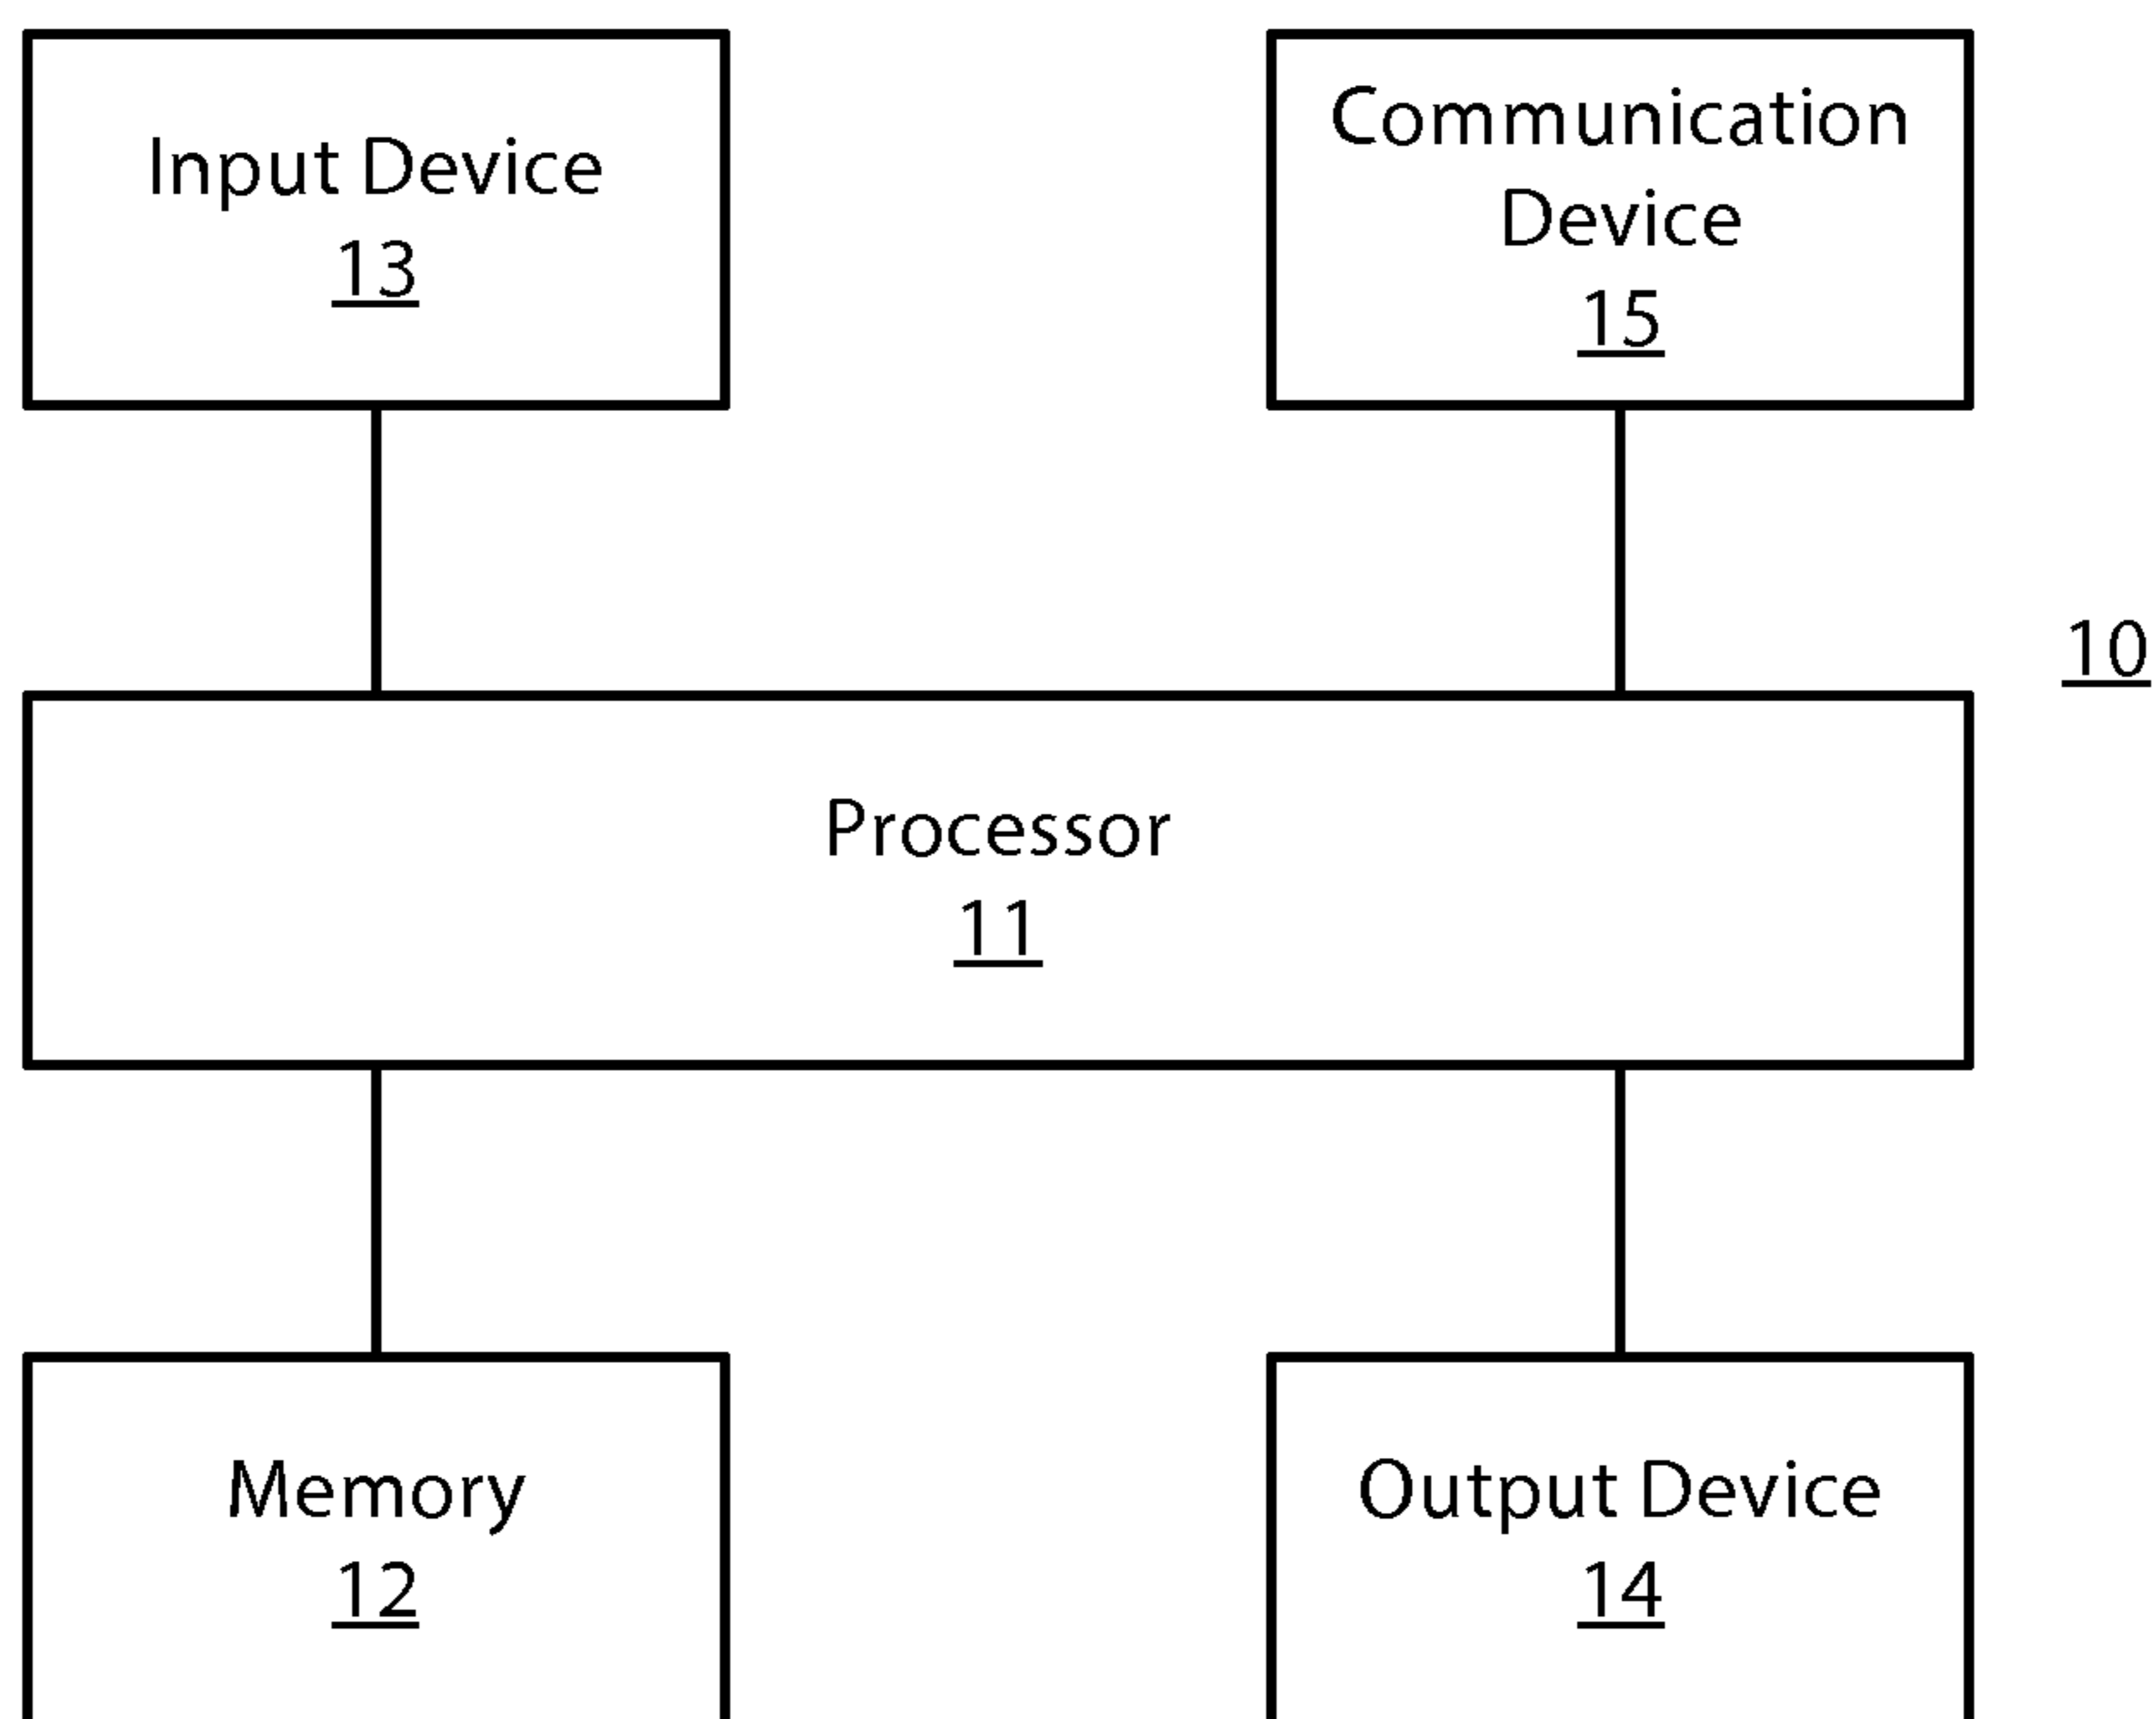 Input Device
13
Communication
Device
15
10
Processor
11
Memory
12
Output Device
14